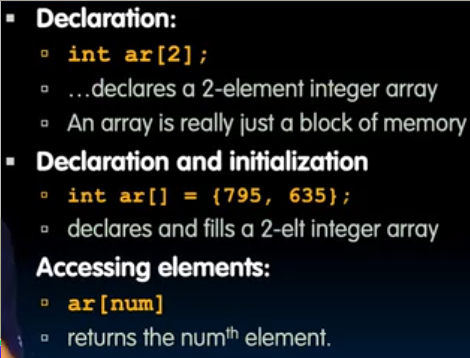 Declaration:
int ar[2];
...declares a 2-element integer array
An array is really just a block of memory
Declaration and initialization
int ar[] = {795, 635};
declares and fills a 2-elt integer array
Accessing elements:
ar[num]
returns the numth element.